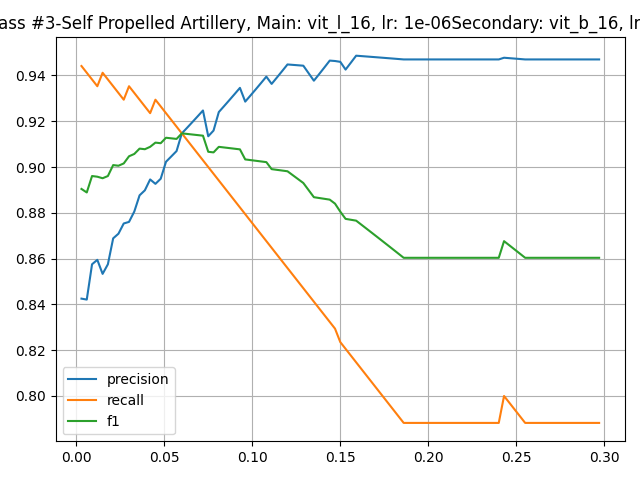 ass #3-Self Propelled Artillery, Main: vit_l_16, lr: 1e-06Secondary: vit_b_16, lr
0.94
0.92
0.90
0.88
0.86
0.84
0.82
0.80
precision
recall
f1
0.00 0.05 0.10 0.15 0.20 0.25 0.30